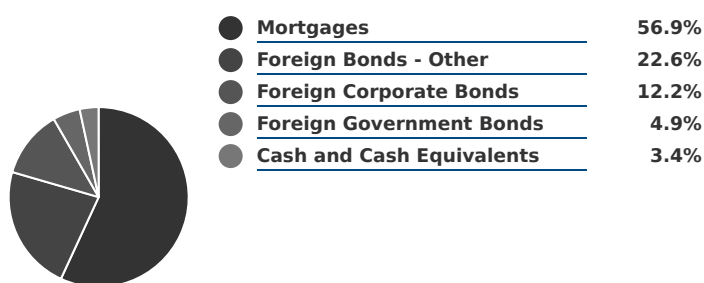 Mortgages 56.9%
Foreign Bonds - Other 22.6%
Foreign Corporate Bonds 12.2%
Foreign Government Bonds 4.9%
Cash and Cash Equivalents 3.4%